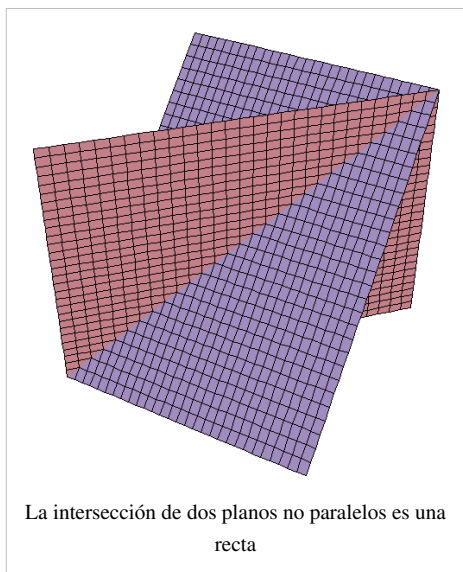 La intersección de dos planos no paralelos es una
recta